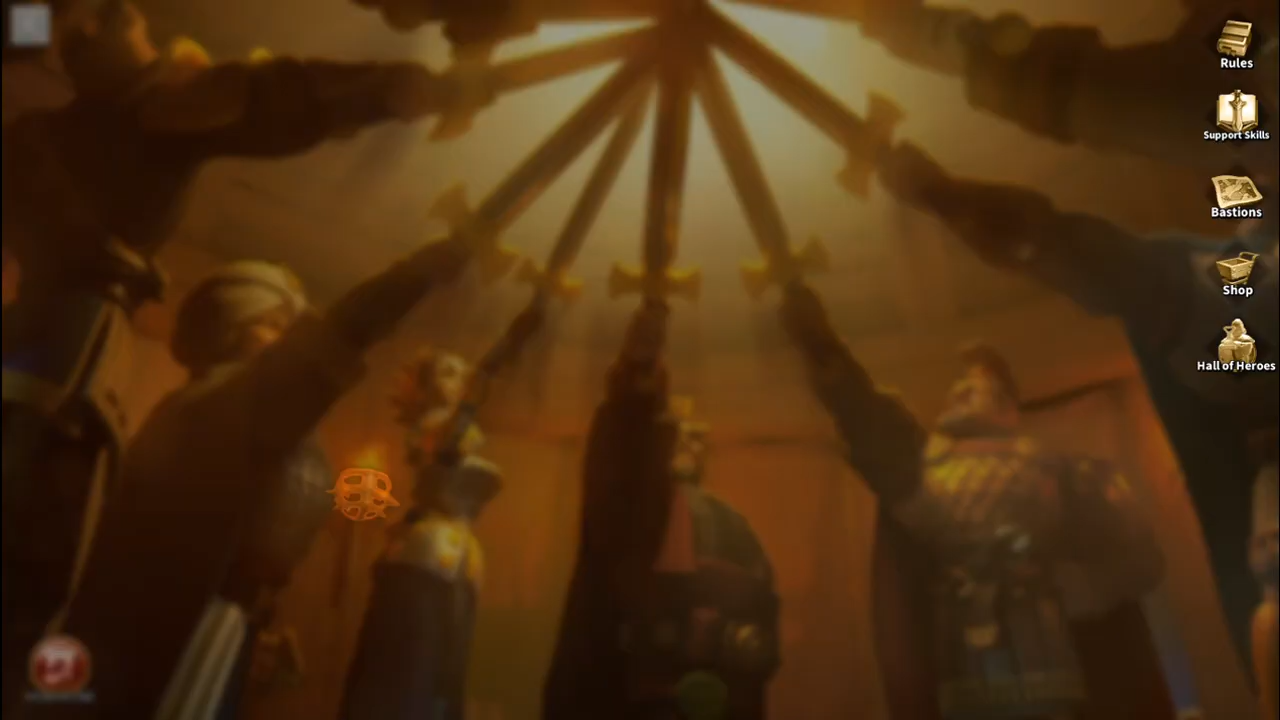 Rules
Support Skills
Bastions
Shop
Hall of Heroes